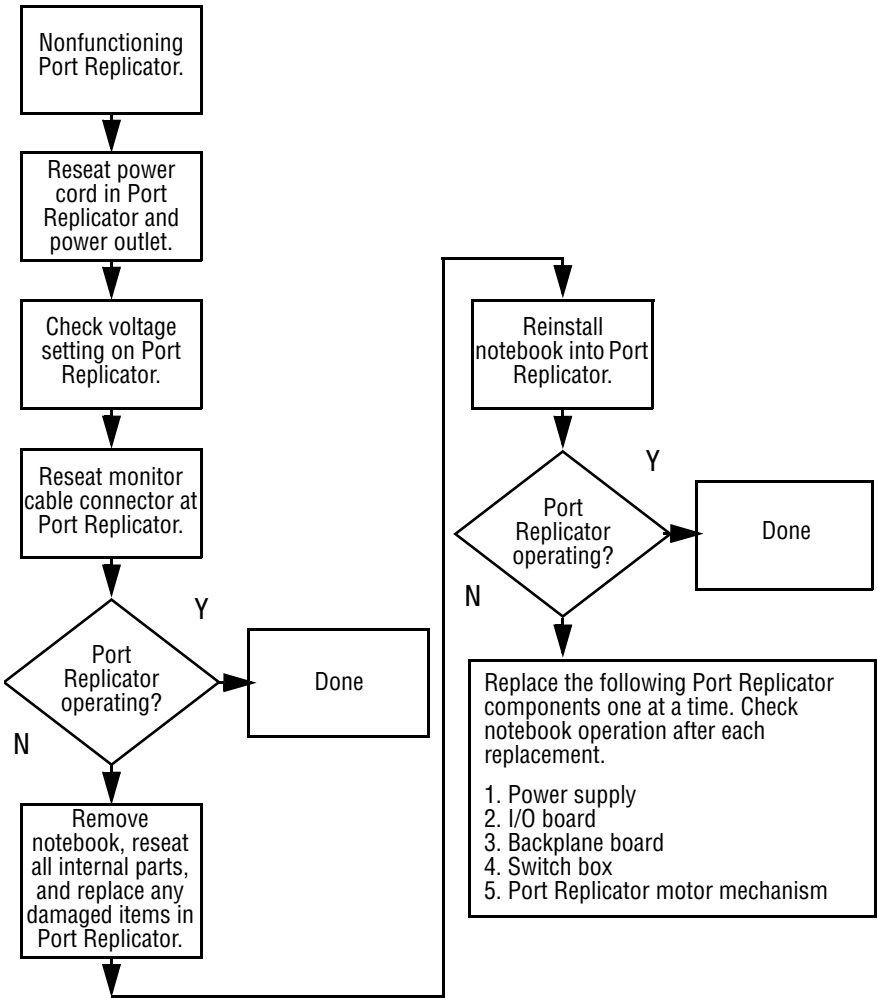 Nonfunctioning
Port Replicator.
Reseat power
cord in Port
Replicator and
power outlet.
Check voltage
setting on Port
Replicator.
Reseat monitor
cable connector at
Port Replicator.
Port
Replicator
operating?
Y
Done
N
Remove
notebook, reseat
all internal parts,
and replace any
damaged items in
Port Replicator.
Reinstall
notebook into Port
Replicator.
Port
Replicator
operating?
Y
Done
N
Replace the following Port Replicator
components one at a time. Check
notebook operation after each
replacement.
1. Power supply
2. I/O board
3. Backplane board
4. Switch box
5. Port Replicator motor mechanism